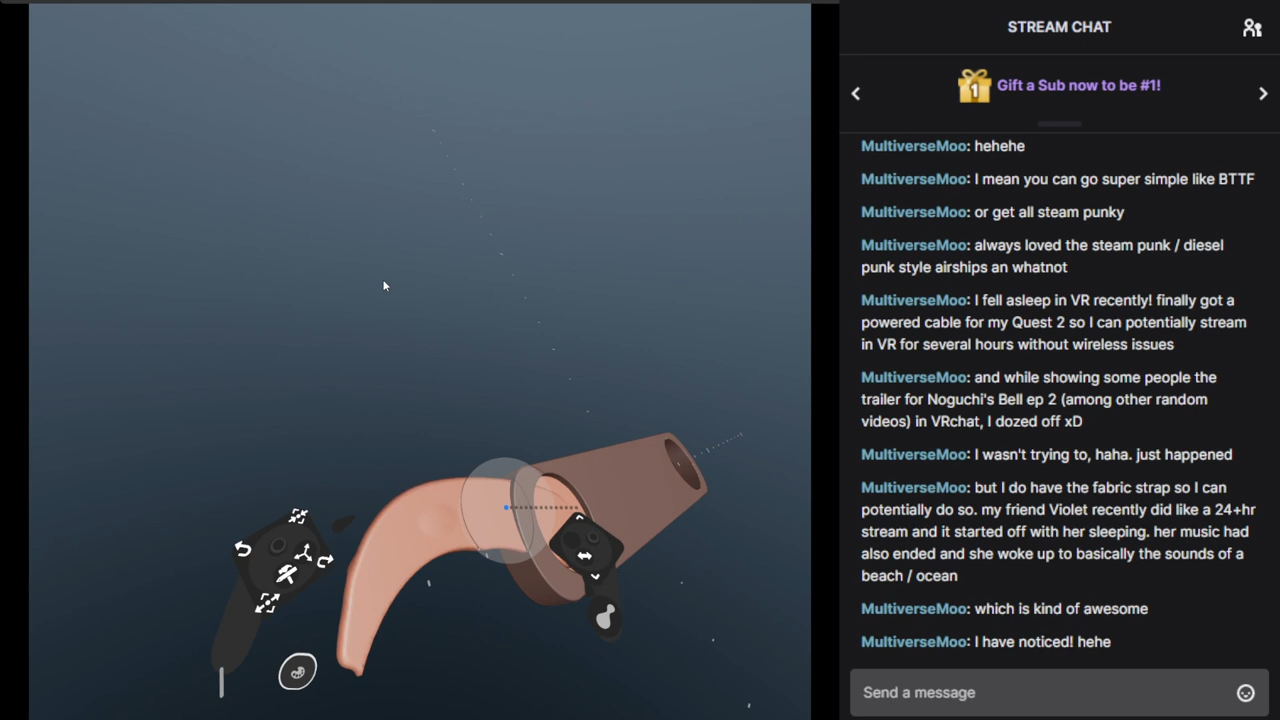 STREAM CHAT
1
Gift a Sub now to be #1!
MultiverseMoo: hehehe
MultiverseMoo: I mean you can go super simple like BTTF
MultiverseMoo: or get all steam punky
MultiverseMoo: always loved the steam punk / diesel
punk style airships an whatnot
MultiverseMoo: I fell asleep in VR recently! finally got a
powered cable for my Quest 2 so I can potentially stream
in VR for several hours without wireless issues
MultiverseMoo: and while showing some people the
trailer for Noguchi's Bell ep 2 (among other random
videos) in VRchat, I dozed off xD
MultiverseMoo: I wasn't trying to, haha. just happened
MultiverseMoo: but I do have the fabric strap so I can
potentially do so. my friend Violet recently did like a 24+hr
stream and it started off with her sleeping. her music had
also ended and she woke up to basically the sounds of a
beach / ocean
MultiverseMoo: which is kind of awesome
MultiverseMoo: I have noticed! hehe
Send a message